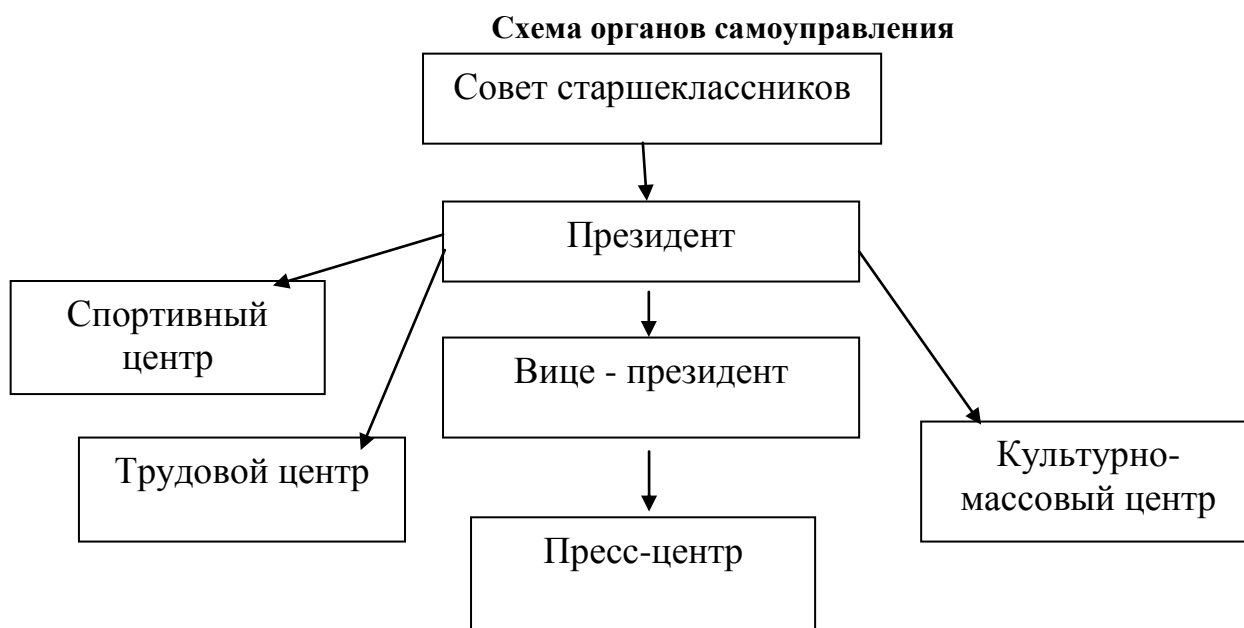 Схема органов самоуправления
Совет старшеклассников
Президент
Спортивный
центр
Вице - президент
Трудовой центр
Культурно-
массовый центр
Пресс-центр